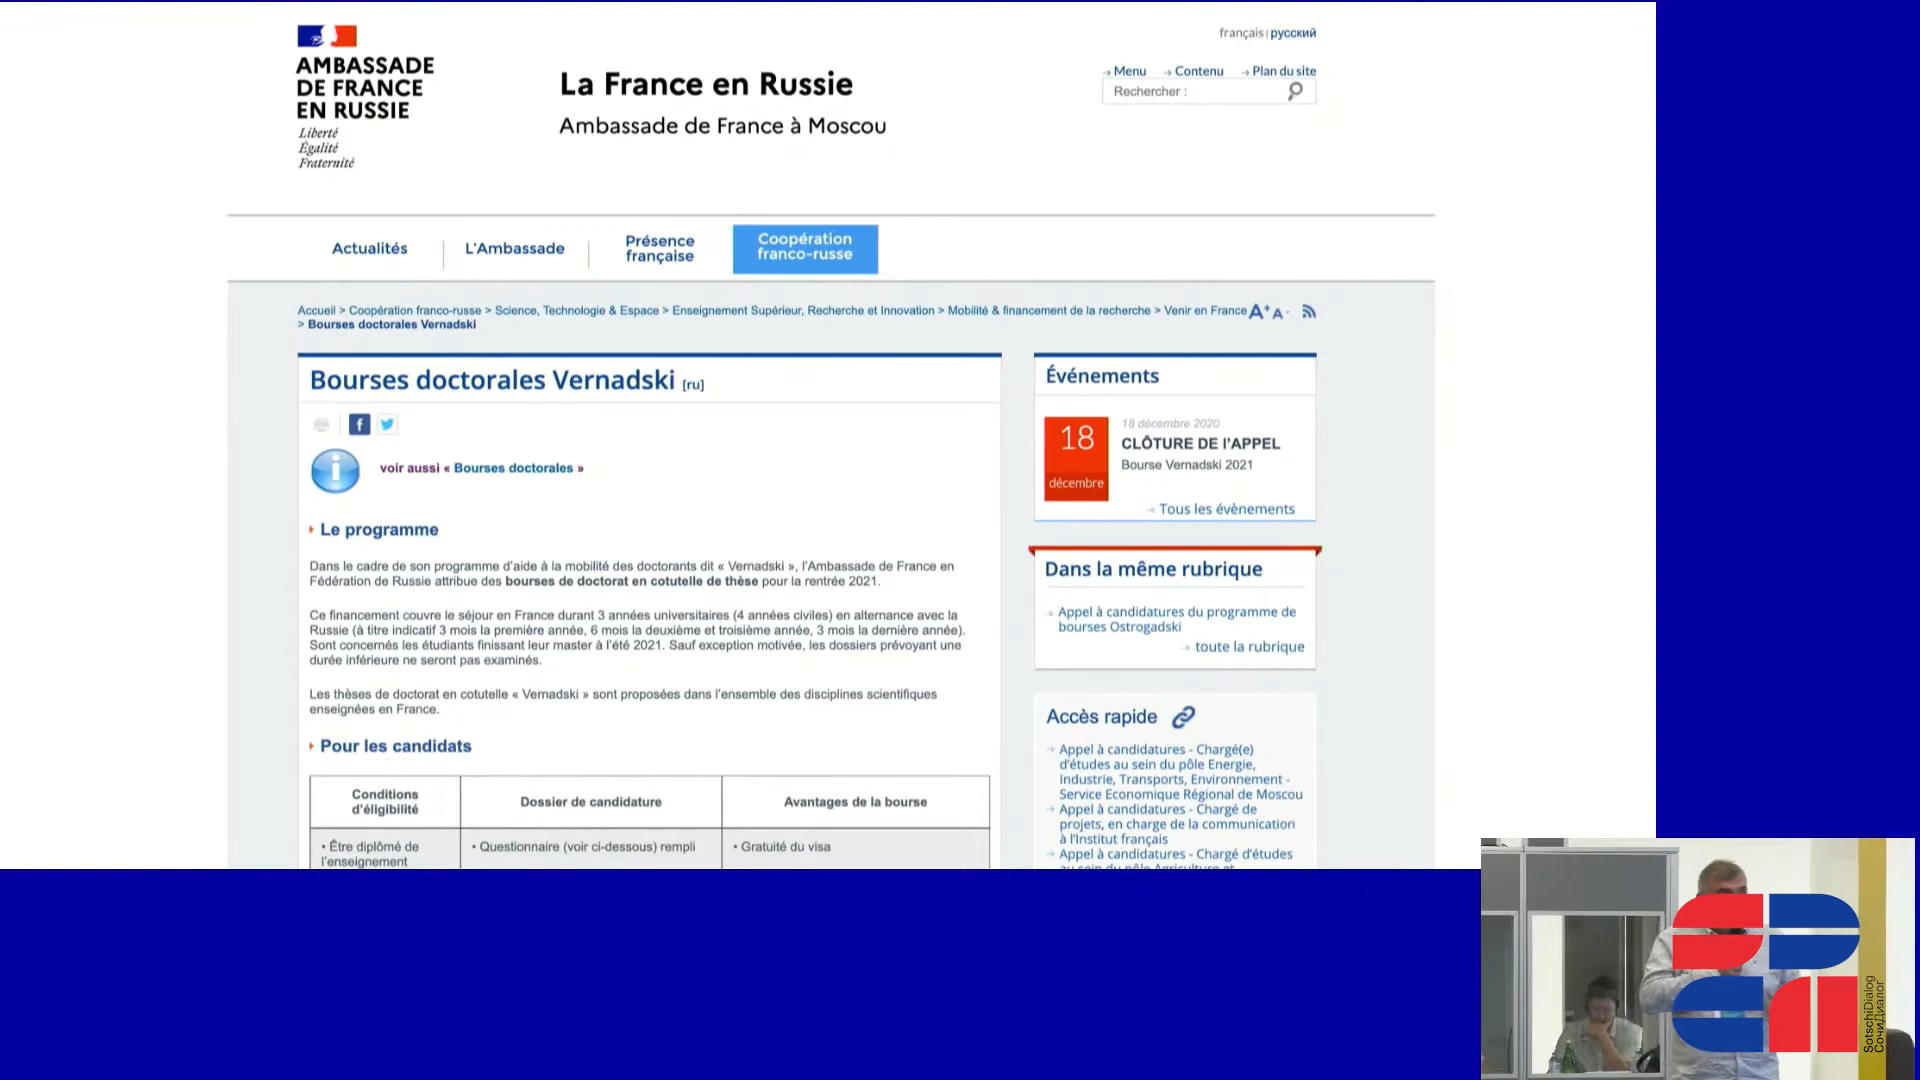 AMBASSADE
DE FRANCE
EN RUSSIE
Liberté
Égalité
Fraternité
La France en Russie
Ambassade de France à Moscou
français | русский
Menu Contenu Plan du site
Rechercher :
Actualités
L'Ambassade
Présence
française
Coopération
franco-russe
Accueil > Coopération franco-russe > Science, Technologie & Espace > Enseignement Supérieur, Recherche et Innovation > Mobilité & financement de la recherche > Venir en France
> Bourses doctorales Vernadski
A+ A-
Bourses doctorales Vernadski [ru]
voir aussi « Bourses doctorales »
Le programme
Dans le cadre de son programme d'aide à la mobilité des doctorants dit « Vernadski », l'Ambassade de France en
Fédération de Russie attribue des bourses de doctorat en cotutelle de thèse pour la rentrée 2021.
Ce financement couvre le séjour en France durant 3 années universitaires (4 années civiles) en alternance avec la
Russie (à titre indicatif 3 mois la première année, 6 mois la deuxième et troisième année, 3 mois la dernière année).
Sont concernés les étudiants finissant leur master à l'été 2021. Sauf exception motivée, les dossiers prévoyant une
durée inférieure ne seront pas examinés.
Les thèses de doctorat en cotutelle « Vernadski » sont proposées dans l'ensemble des disciplines scientifiques
enseignées en France.
Pour les candidats
Conditions
d'éligibilité
Dossier de candidature
Avantages de la bourse
• Être diplômé de
l'enseignement
• Questionnaire (voir ci-dessous) rempli
• Gratuité du visa
Événements
18
décembre
18 décembre 2020
CLÔTURE DE l'APPEL
Bourse Vernadski 2021
Tous les évènements
Dans la même rubrique
Appel à candidatures du programme de
bourses Ostrogadski
toute la rubrique
Accès rapide
Appel à candidatures - Chargé(e)
d'études au sein du pôle Energie,
Industrie, Transports, Environnement -
Service Economique Régional de Moscou
Appel à candidatures - Chargé de
projets, en charge de la communication
à l'Institut français
Appel à candidatures - Chargé d'études
au sein du pôle Agriculture et
SotschiDialog
СочиДиалог